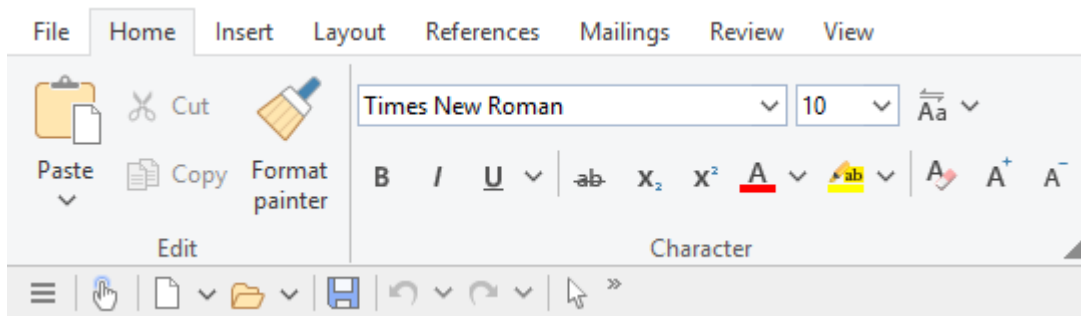 File Home Insert Layout References Mailings Review View
Cut
Times New Roman 10 Aa
Paste Copy Format painter
B I U ab X₂ X² A ab A A⁺ A⁻
Edit Character